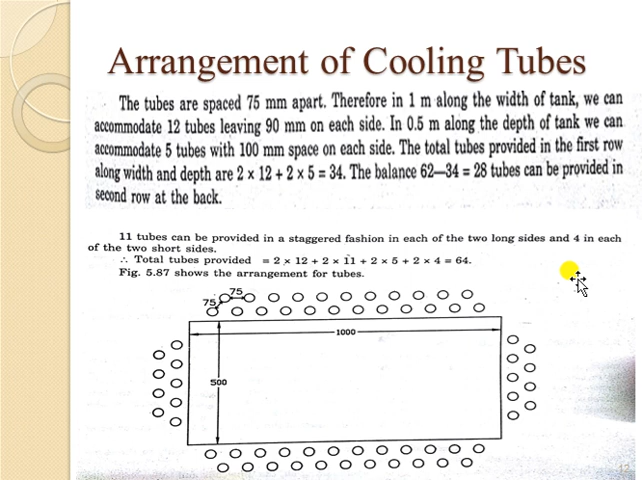 Arrangement of Cooling Tubes
The tubes are spaced 75 mm apart. Therefore in 1 m along the width of tank, we can
accommodate 12 tubes leaving 90 mm on each side. In 0.5 m along the depth of tank we can
accommodate 5 tubes with 100 mm space on each side. The total tubes provided in the first row
along width and depth are 2 × 12 + 2 × 5 = 34. The balance 62—34 = 28 tubes can be provided in
second row at the back.
11 tubes can be provided in a staggered fashion in each of the two long sides and 4 in each
of the two short sides.
∴ Total tubes provided = 2 × 12 + 2 × 11 + 2 × 5 + 2 × 4 = 64.
Fig. 5.87 shows the arrangement for tubes.
75
75
1000
500
12